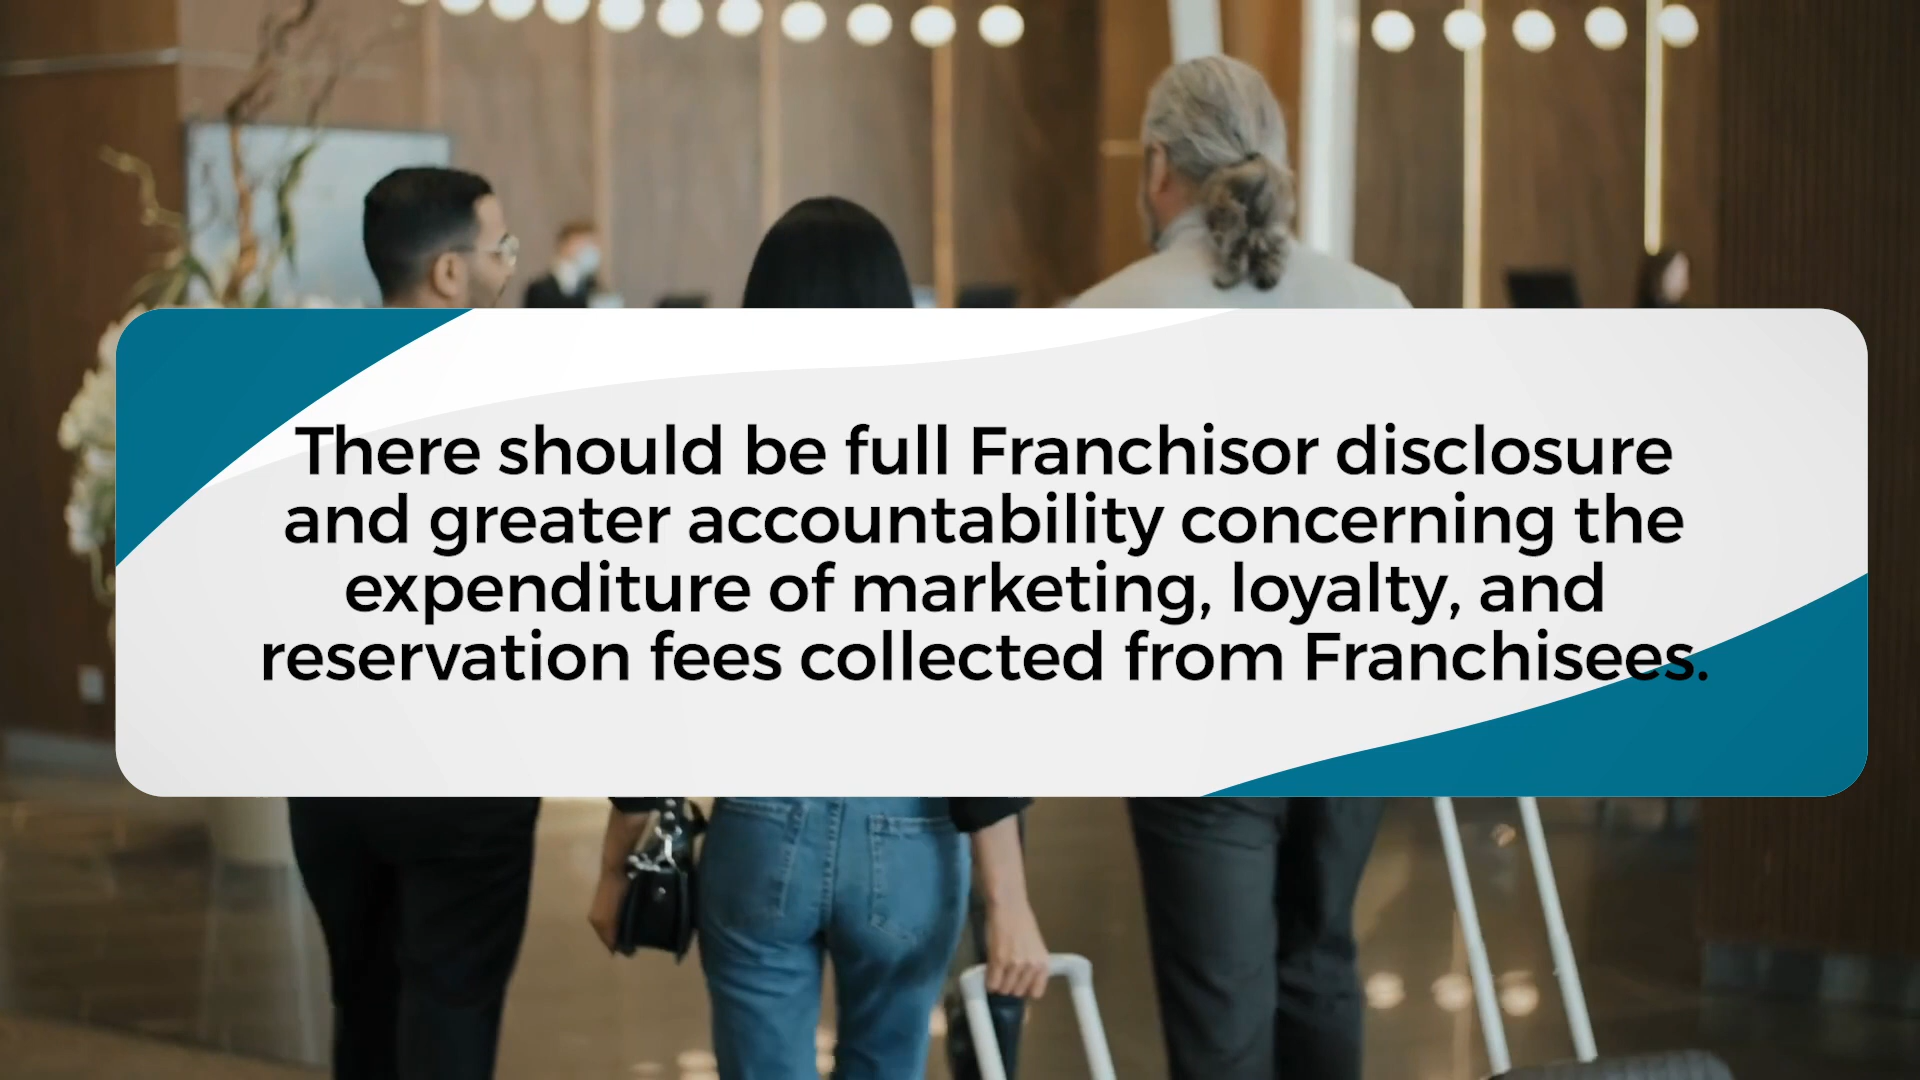 There should be full Franchisor disclosure
and greater accountability concerning the
expenditure of marketing, loyalty, and
reservation fees collected from Franchisees.